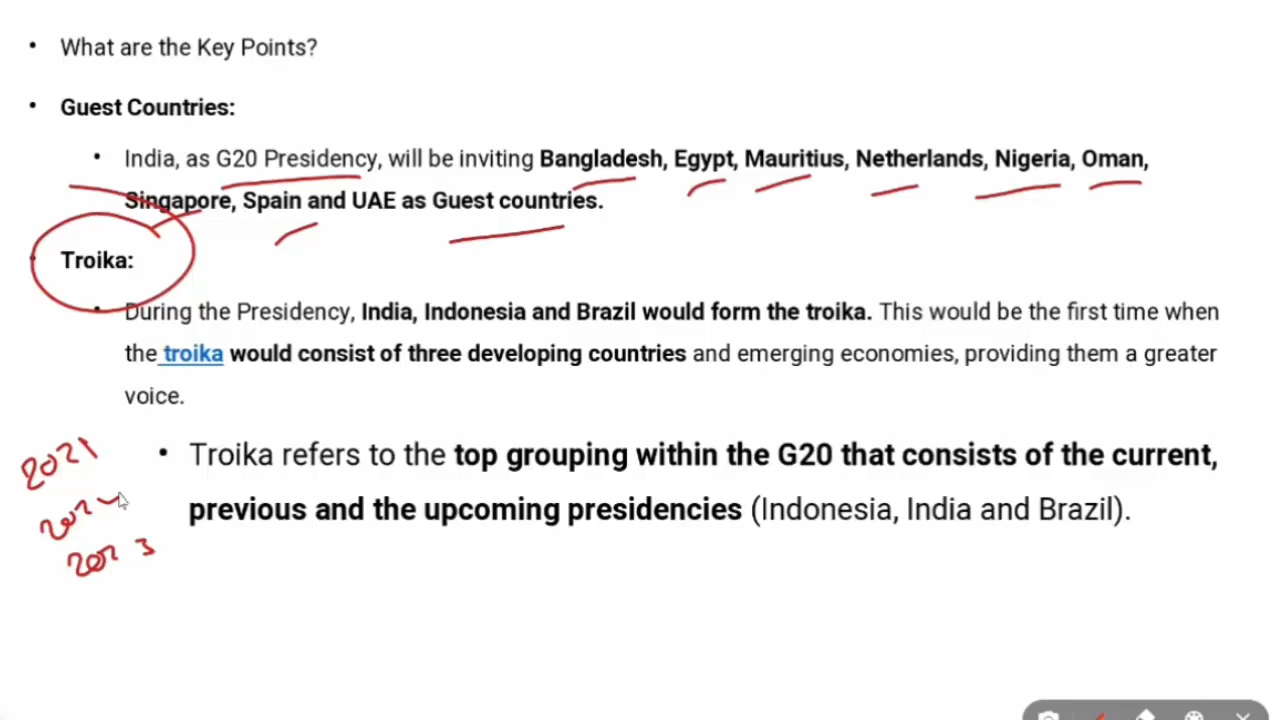 • What are the Key Points?
• Guest Countries:
• India, as G20 Presidency, will be inviting Bangladesh, Egypt, Mauritius, Netherlands, Nigeria, Oman,
Singapore, Spain and UAE as Guest countries.
Troika:
• During the Presidency, India, Indonesia and Brazil would form the troika. This would be the first time when
the troika would consist of three developing countries and emerging economies, providing them a greater
voice.
• Troika refers to the top grouping within the G20 that consists of the current,
previous and the upcoming presidencies (Indonesia, India and Brazil).
2021
2023